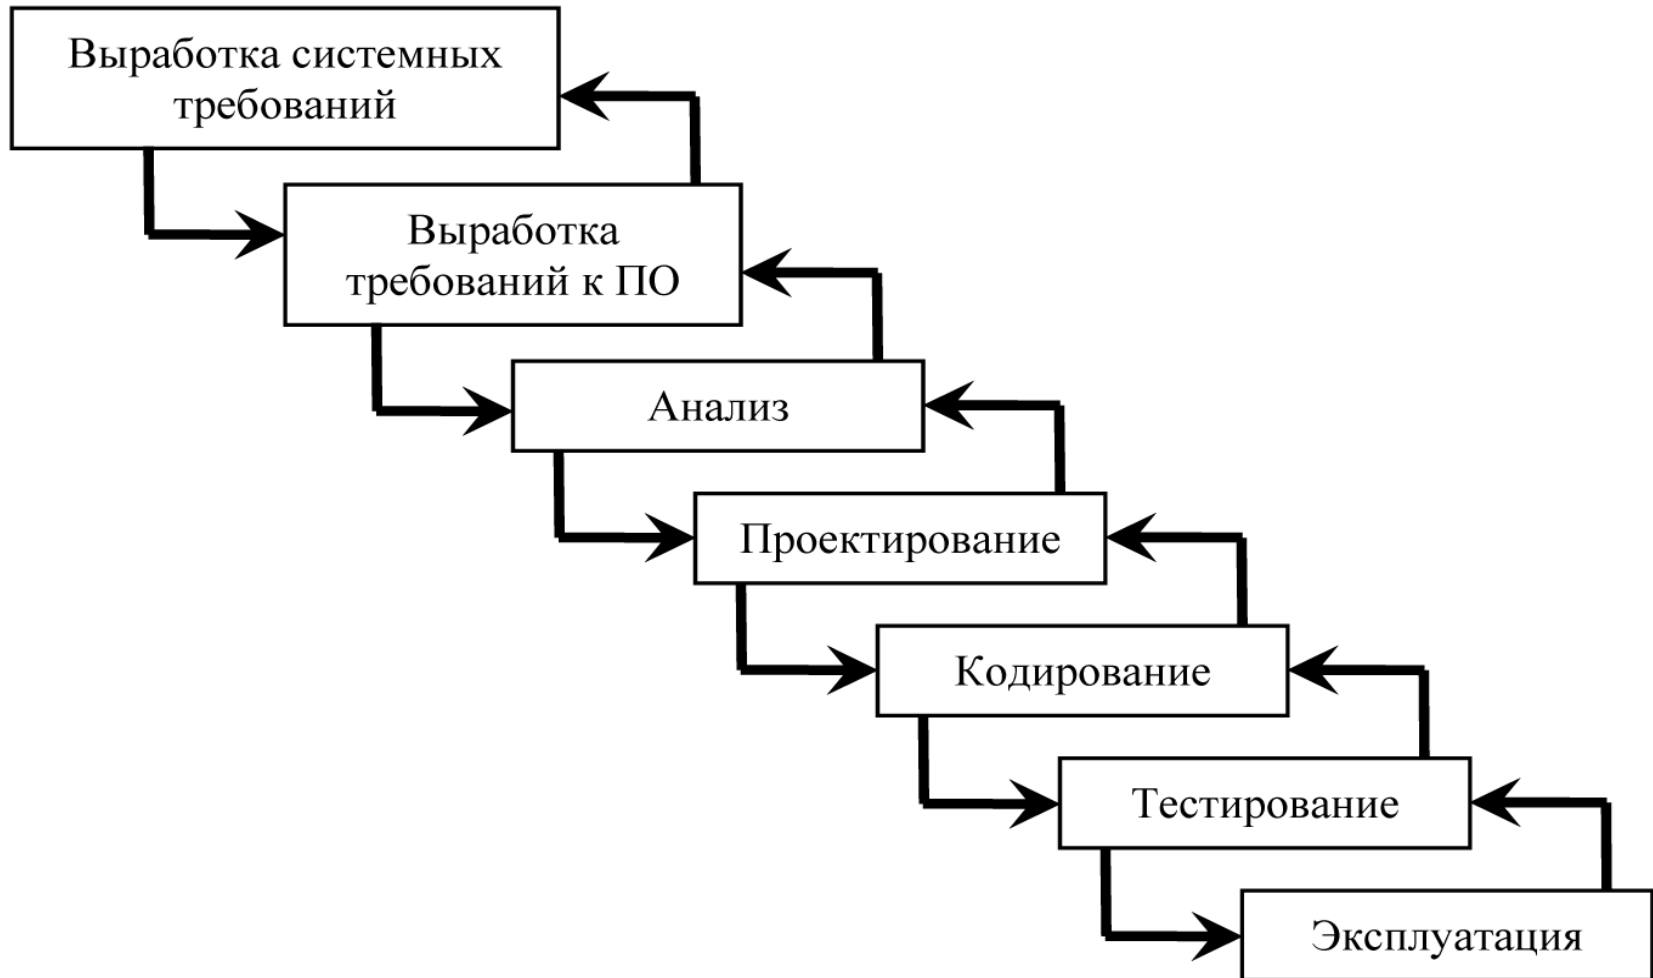 Выработка системных
требований
Выработка
требований к ПО
Анализ
Проектирование
Кодирование
Тестирование
Эксплуатация